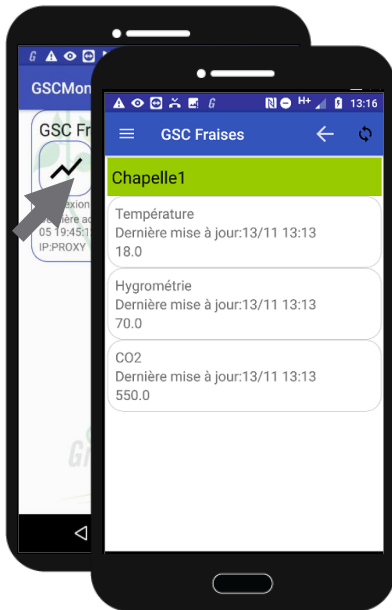 GSCMon
GSC Fr
05 19:45:1
IP:PROXY
H+ 13:16
GSC Fraises
Chapelle1
Température
Dernière mise à jour:13/11 13:13
18.0
Hygrométrie
Dernière mise à jour:13/11 13:13
70.0
CO2
Dernière mise à jour:13/11 13:13
550.0